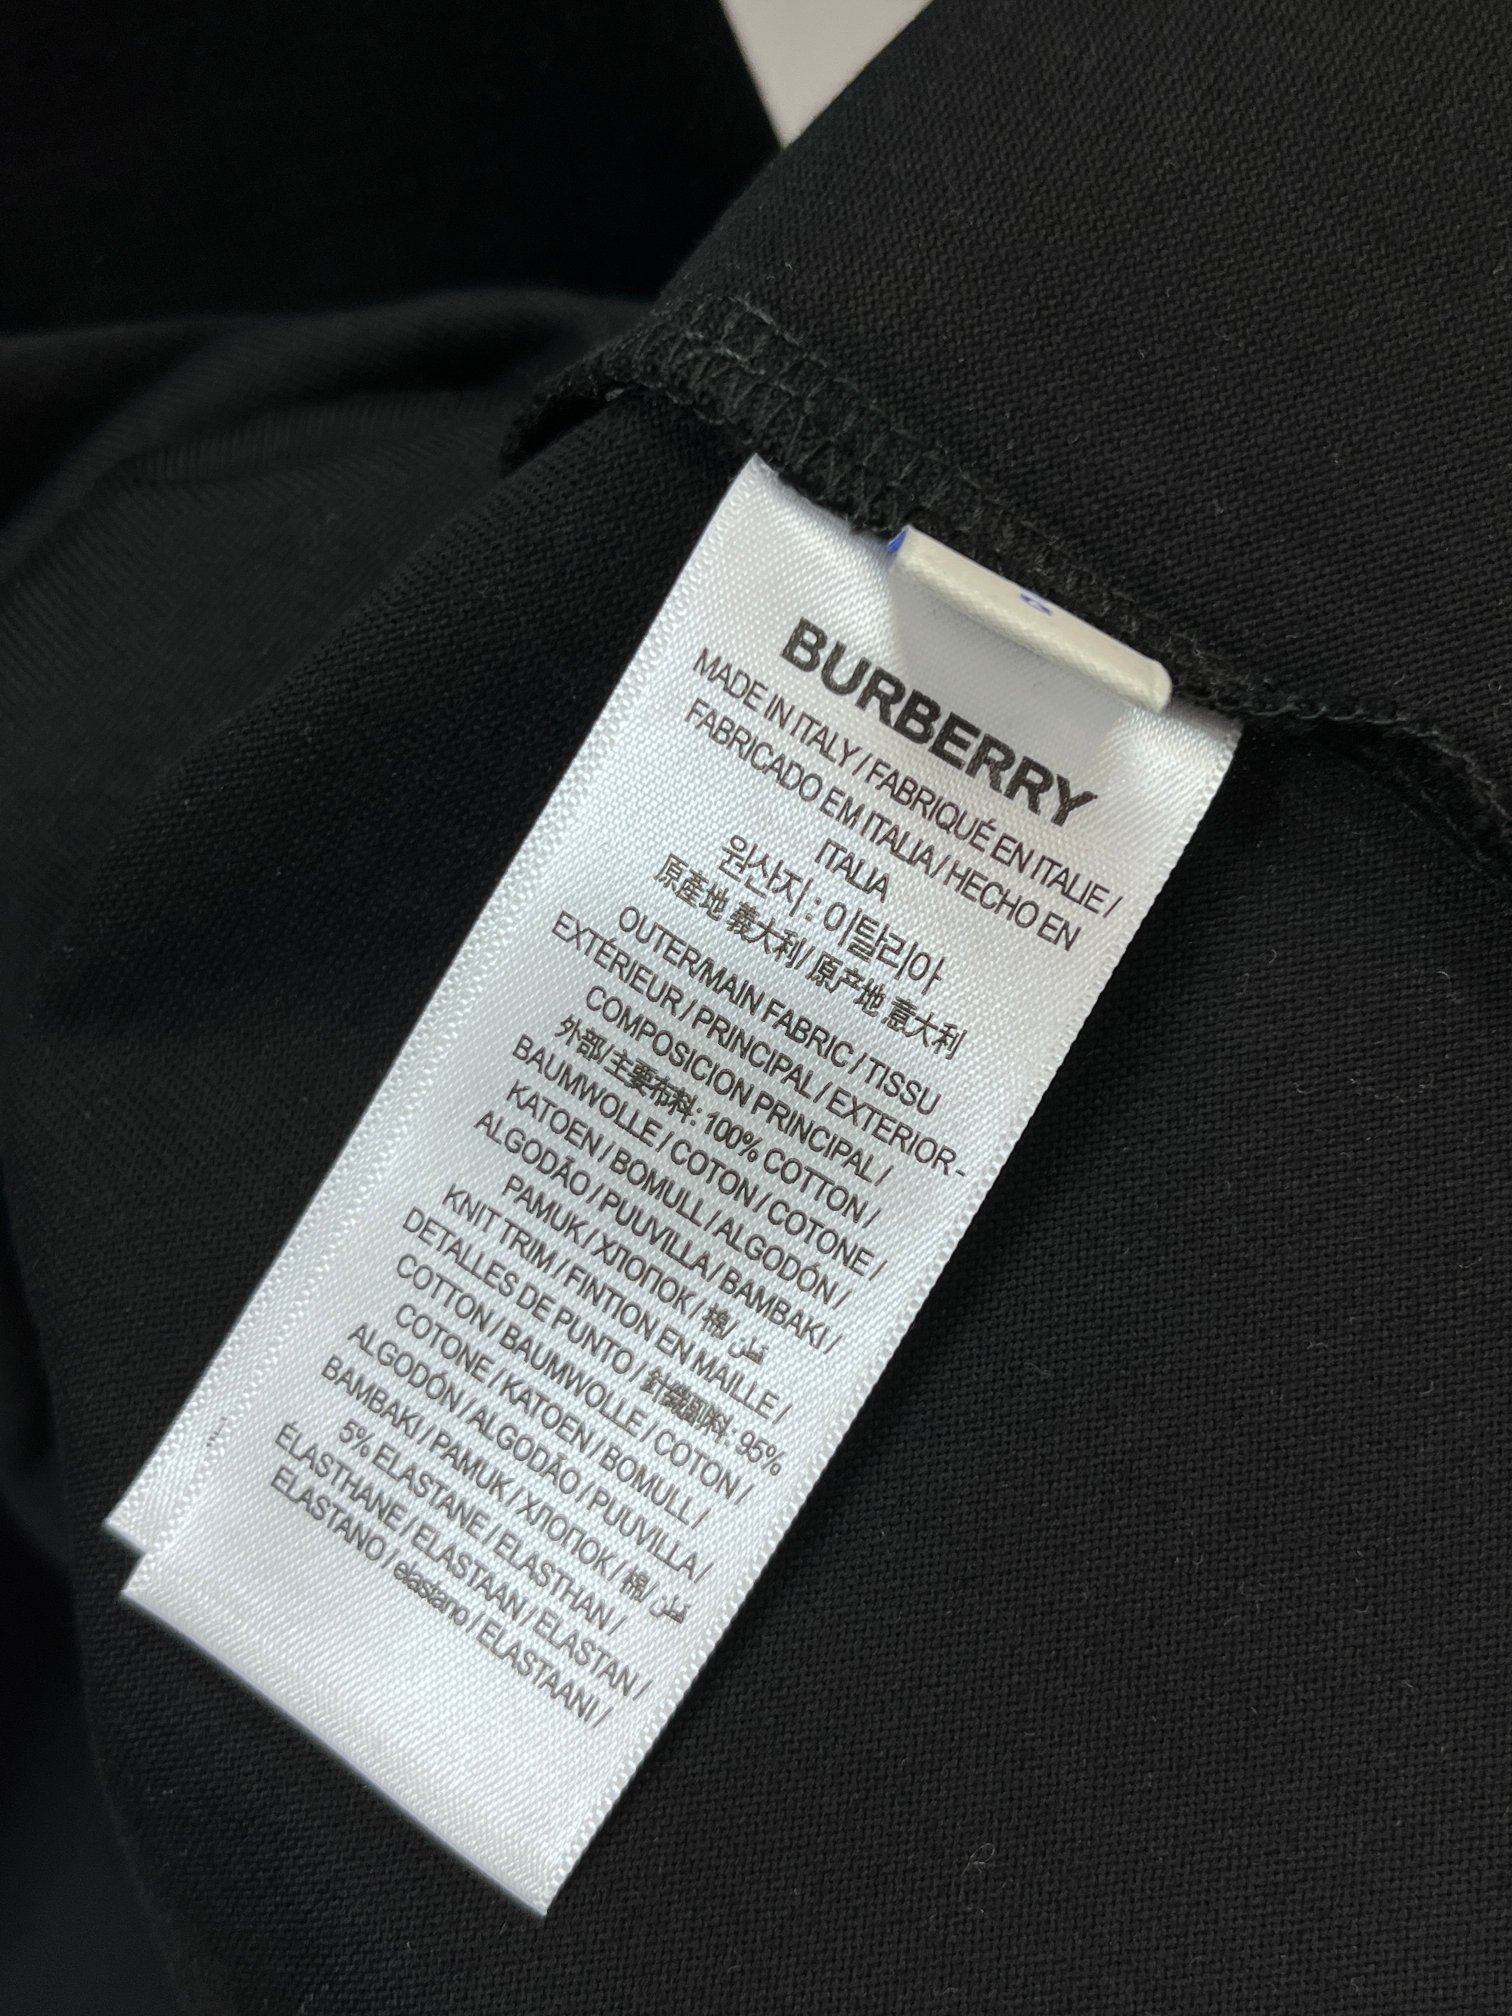 BURBERRY
MADE IN ITALY / FABRIQUÉ EN ITALIE /
FABRICADO EM ITALIA / HECHO EN
ITALIA
원산지 : 이탈리아
原產地 義大利 / 原产地 意大利
OUTER/MAIN FABRIC / TISSU
EXTÉRIEUR / PRINCIPAL / EXTERIOR-
COMPOSICION PRINCIPAL /
外部/主要布料: 100% COTTON /
BAUMWOLLE / COTON / COTONE /
KATOEN / BOMULL / ALGODÓN /
ALGODÃO / PUUVILLA / BAMBAKI /
PAMUK / ХЛОПОК / 棉/ قطن
KNIT TRIM / FINTION EN MAILLE /
DETALLES DE PUNTO / 針織副料: 95%
COTTON / BAUMWOLLE / COTON /
COTONE / KATOEN / BOMULL /
ALGODÓN / ALGODÃO / PUUVILLA /
BAMBAKI / PAMUK / ХЛОПОК / 棉/ قطن
5% ELASTANE / ELASTHAN /
ÉLASTHANE / ELASTAAN / ELASTAN /
ELASTANO / elastano / ELASTAANI /